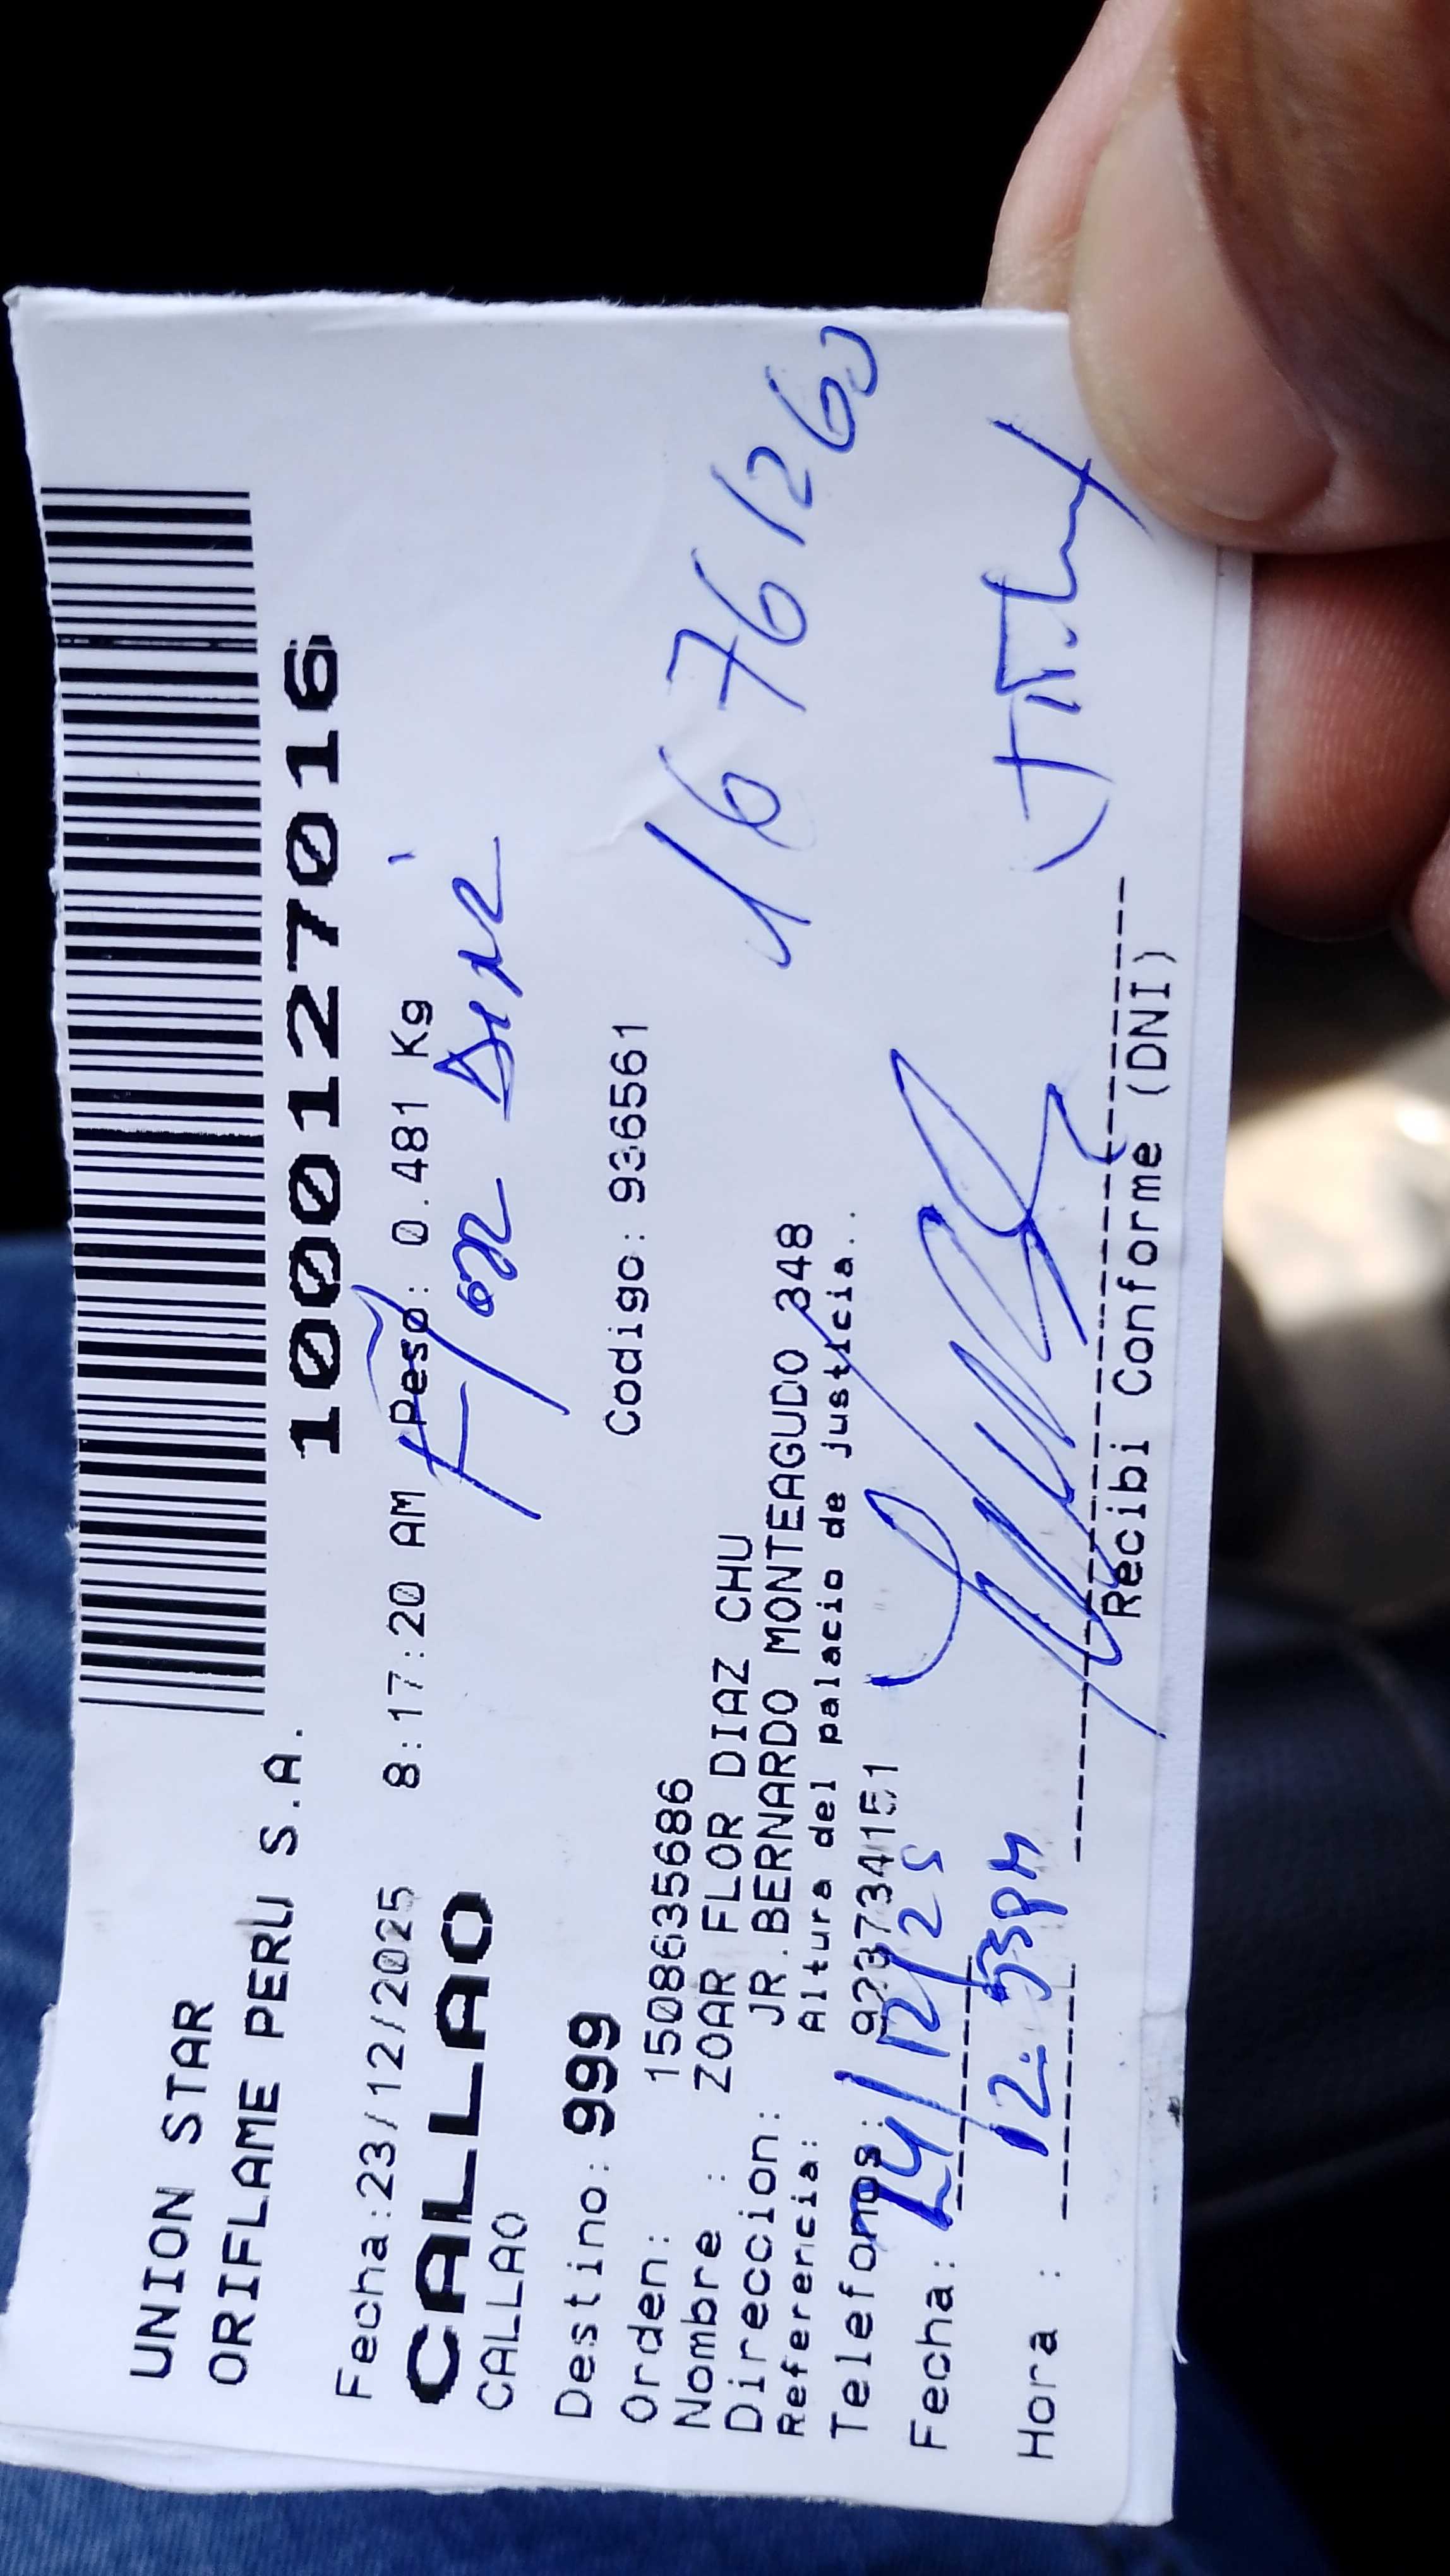 UNION STAR
ORIFLAME PERU S.A.
100127016
Fecha:23/12/2025 8:17:20 AM Peso: 0.481 Kg
CALLAO
Flor Diaz
CALLAO
Destino: 999 Codigo: 936561
Orden: 1508635686
Nombre : ZOAR FLOR DIAZ CHU
Direccion: JR.BERNARDO MONTEAGUDO 348
Referencia: Altura del palacio de justicia..
16761260
Telefonos:
Fecha: 24/12/25
Hora : 12:53PM
Recibi Conforme (DNI)